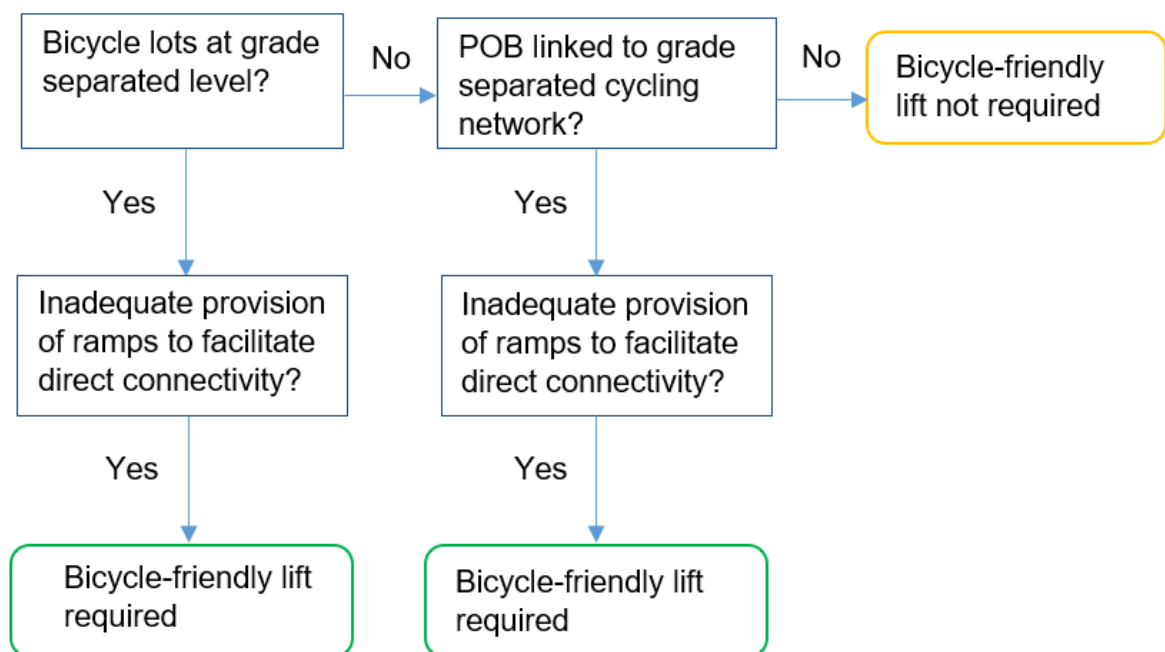 Bicycle lots at grade
separated level?
No
POB linked to grade
separated cycling
network?
No
Bicycle-friendly
lift not required
Yes
Yes
Inadequate provision
of ramps to facilitate
direct connectivity?
Inadequate provision
of ramps to facilitate
direct connectivity?
Yes
Yes
Bicycle-friendly lift
required
Bicycle-friendly lift
required